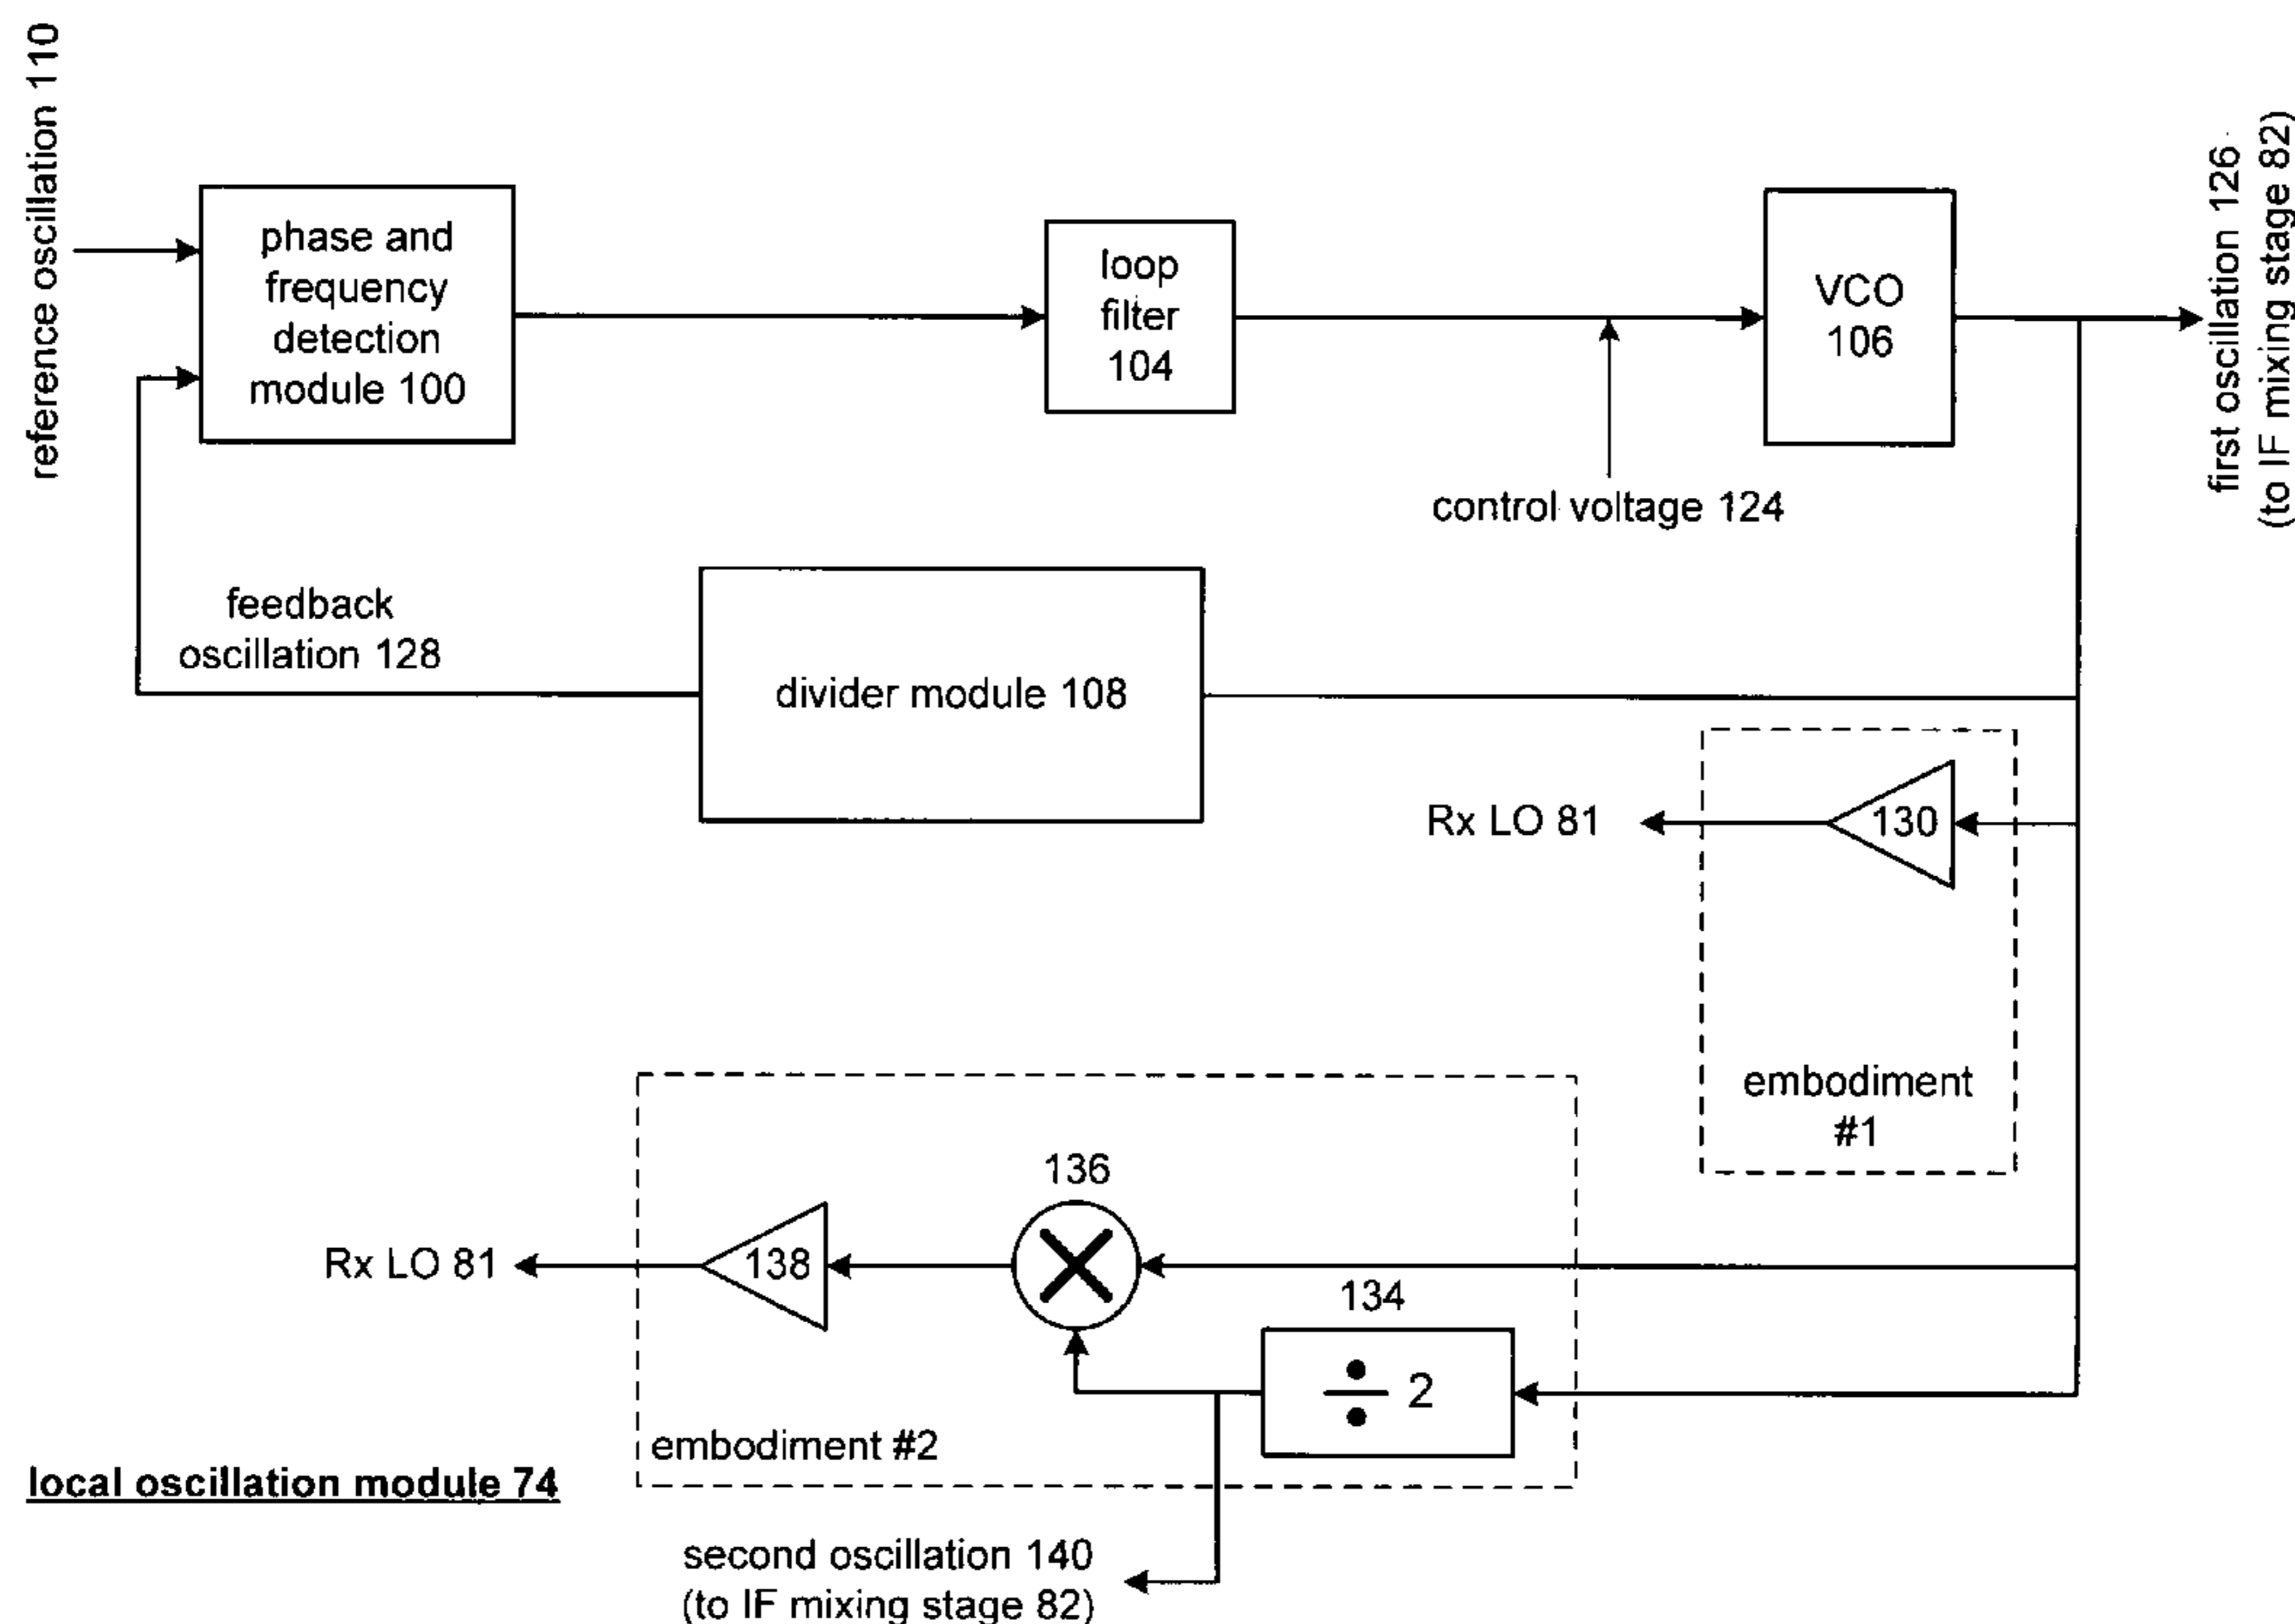 reference oscillation 110
phase and
frequency
detection
module 100
loop
filter
104
VCO
106
first oscillation 126
(to IF mixing stage 82)
control voltage 124
feedback
oscillation 128
divider module 108
Rx LO 81
130
embodiment
#1
136
Rx LO 81
138
134
÷ 2
embodiment #2
local oscillation module 74
second oscillation 140
(to IF mixing stage 82)